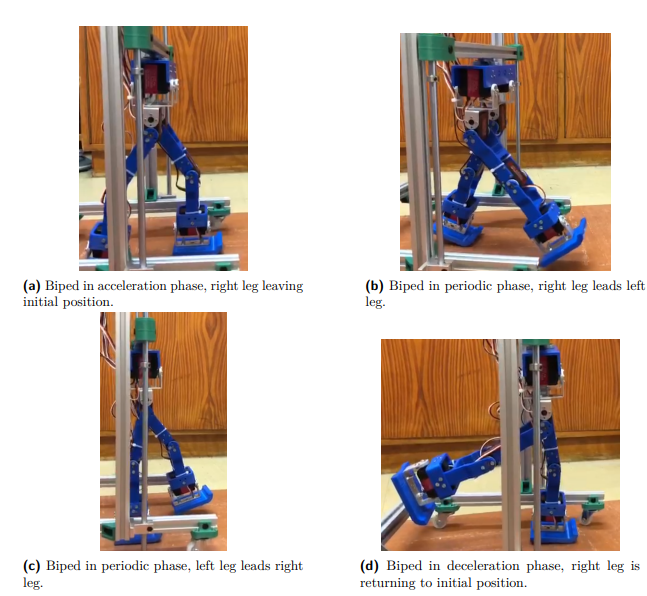 (a) Biped in acceleration phase, right leg leaving
initial position.
(b) Biped in periodic phase, right leg leads left
leg.
(c) Biped in periodic phase, left leg leads right
leg.
(d) Biped in deceleration phase, right leg is
returning to initial position.